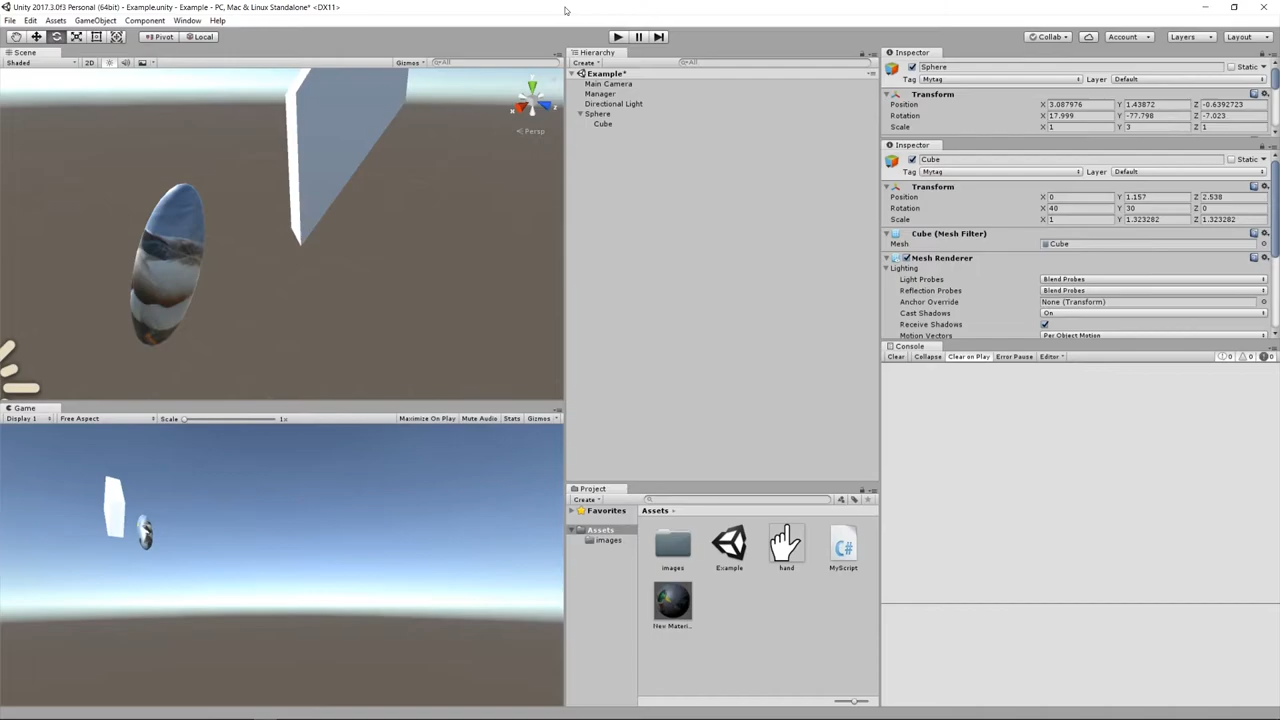 Unity 2017.3.0f3 Personal (64bit) - Example.unity - Example - PC, Mac & Linux Standalone* <DX11>
File Edit Assets GameObject Component Window Help
Pivot Local
Collab Account Layers Layout
Scene
Shaded 2D Gizmos All
Persp
Game
Display 1 Free Aspect Scale 1x Maximize On Play Mute Audio Stats Gizmos
Hierarchy
Create All
Example*
Main Camera
Manager
Directional Light
Sphere
Cube
Project
Create
Favorites
Assets
images
Assets
images
Example
hand
MyScript
New Materi...
Inspector
Sphere Static
Tag Mytag Layer Default
Transform
Position X 3.087976 Y 1.43872 Z -0.6392723
Rotation X 17.999 Y -77.798 Z -7.023
Scale X 1 Y 3 Z 1
Inspector
Cube Static
Tag Mytag Layer Default
Transform
Position X 0 Y 1.157 Z 2.538
Rotation X 40 Y 30 Z 0
Scale X 1 Y 1.323282 Z 1.323282
Cube (Mesh Filter)
Mesh Cube
Mesh Renderer
Lighting
Light Probes Blend Probes
Reflection Probes Blend Probes
Anchor Override None (Transform)
Cast Shadows On
Receive Shadows
Motion Vectors Per Object Motion
Console
Clear Collapse Clear on Play Error Pause Editor 0 0 0